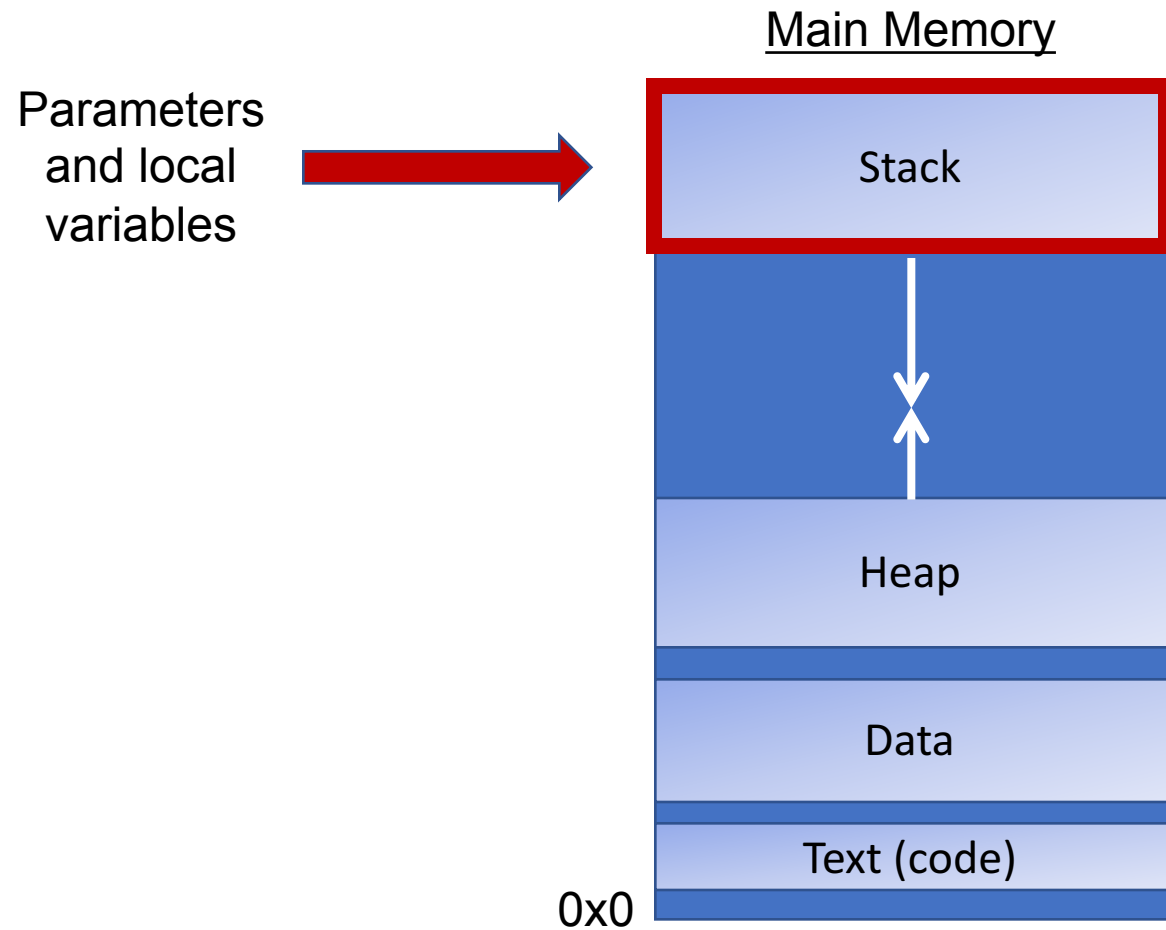 Main Memory
Parameters
and local
variables
Stack
Heap
Data
Text (code)
0x0